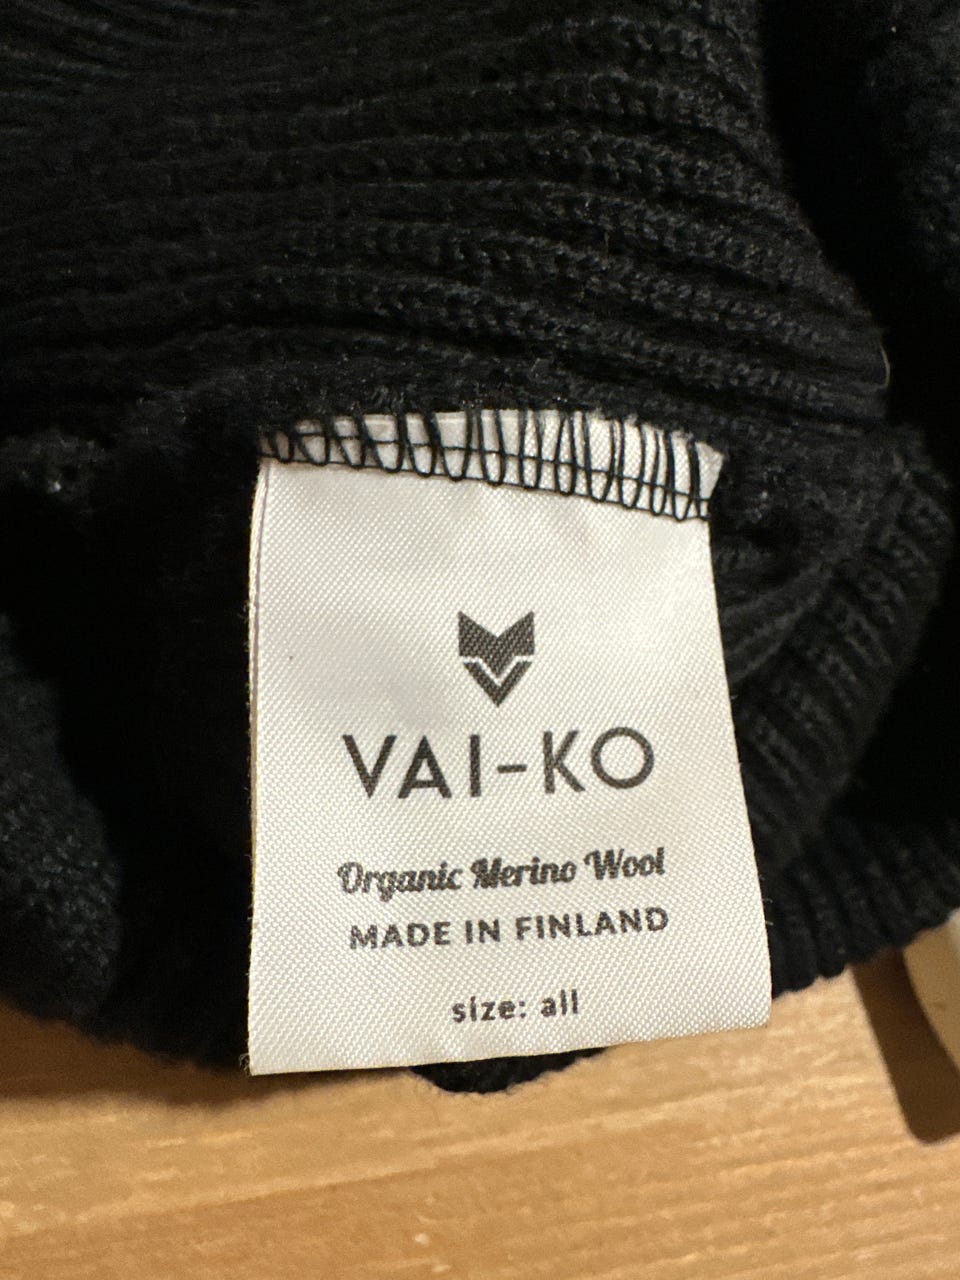 VAI-KO
Organic Merino Wool
MADE IN FINLAND
size: all